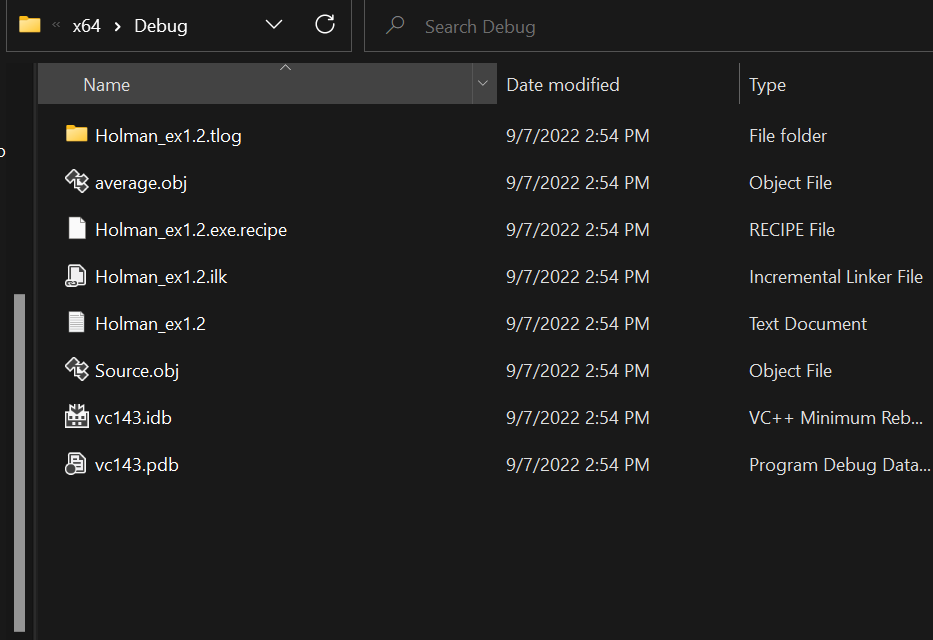 « x64 › Debug
Search Debug
Name Date modified Type
Holman_ex1.2.tlog 9/7/2022 2:54 PM File folder
average.obj 9/7/2022 2:54 PM Object File
Holman_ex1.2.exe.recipe 9/7/2022 2:54 PM RECIPE File
Holman_ex1.2.ilk 9/7/2022 2:54 PM Incremental Linker File
Holman_ex1.2 9/7/2022 2:54 PM Text Document
Source.obj 9/7/2022 2:54 PM Object File
vc143.idb 9/7/2022 2:54 PM VC++ Minimum Reb...
vc143.pdb 9/7/2022 2:54 PM Program Debug Data...